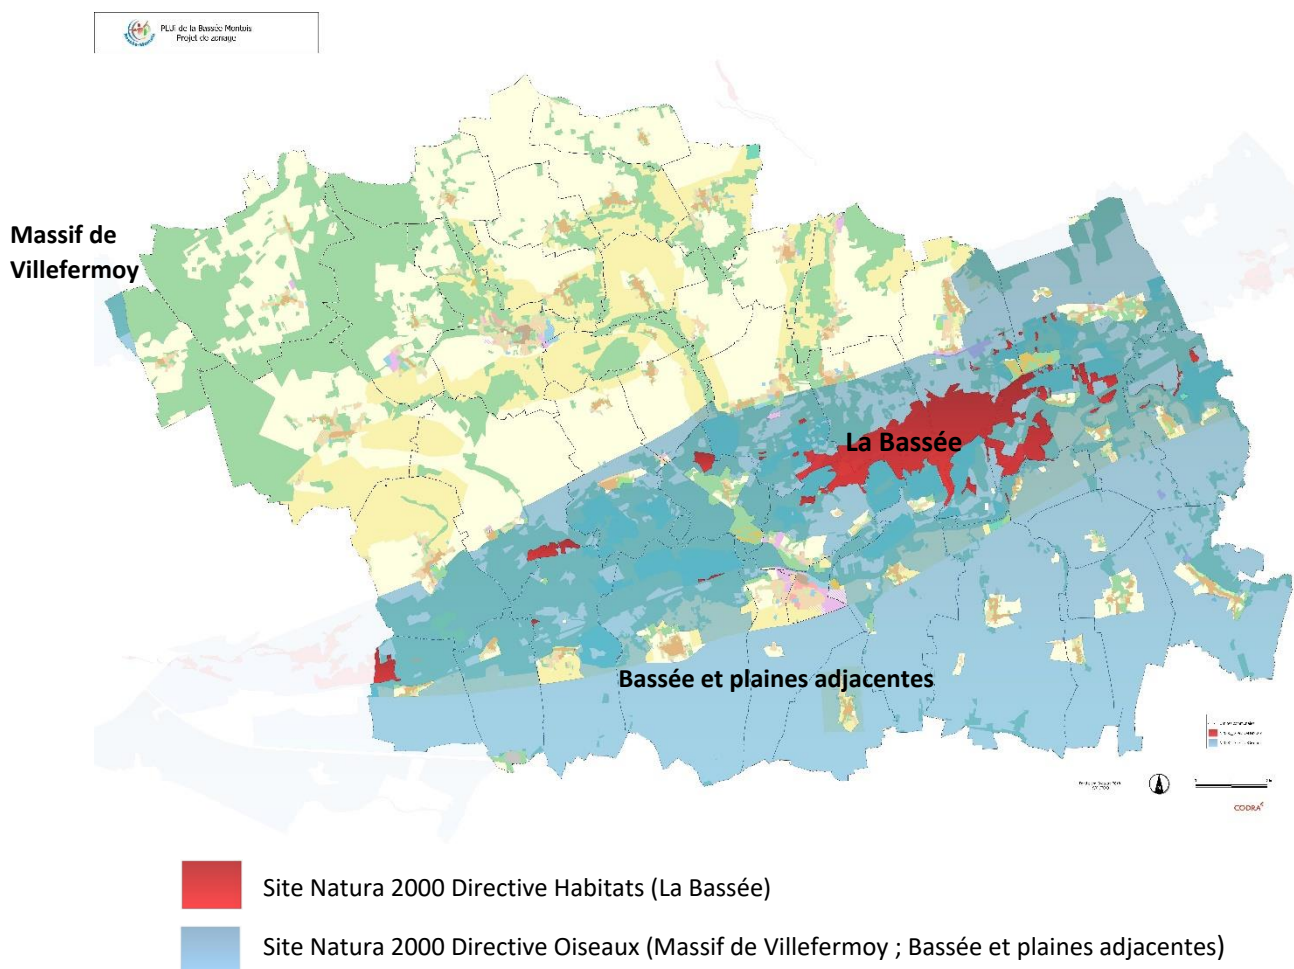 PLUi de la Bassée Montois
Projet de zonage
Massif de
Villefermoy
La Bassée
Bassée et plaines adjacentes
CODRA
Site Natura 2000 Directive Habitats (La Bassée)
Site Natura 2000 Directive Oiseaux (Massif de Villefermoy ; Bassée et plaines adjacentes)